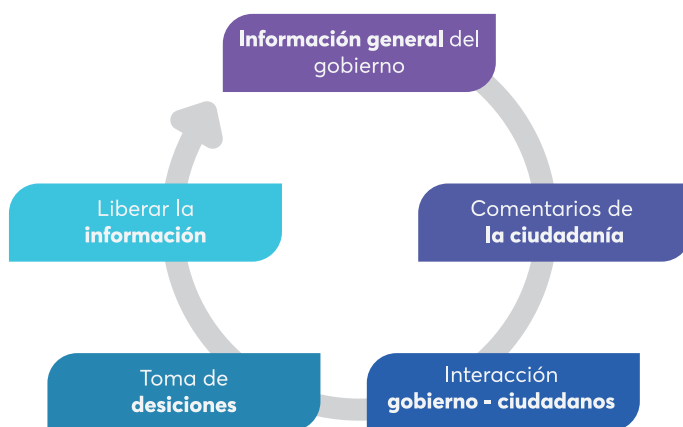 Información general del
gobierno
Comentarios de
la ciudadanía
Interacción
gobierno - ciudadanos
Toma de
desiciones
Liberar la
información